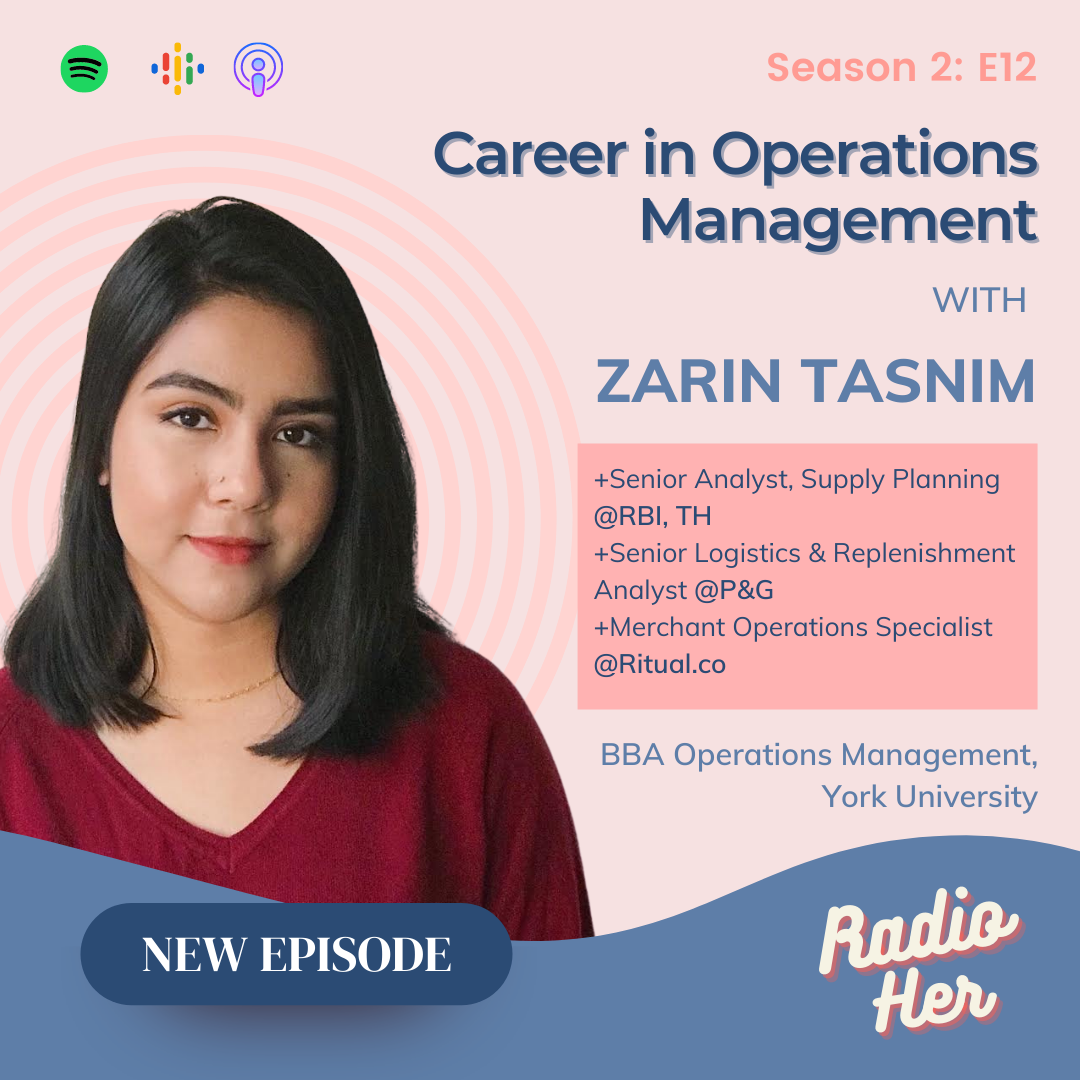 Season 2: E12
Career in Operations
Management
WITH
ZARIN TASNIM
+Senior Analyst, Supply Planning
@RBI, TH
+Senior Logistics & Replenishment
Analyst @P&G
+Merchant Operations Specialist
@Ritual.co
BBA Operations Management,
York University
NEW EPISODE
Radio
Her